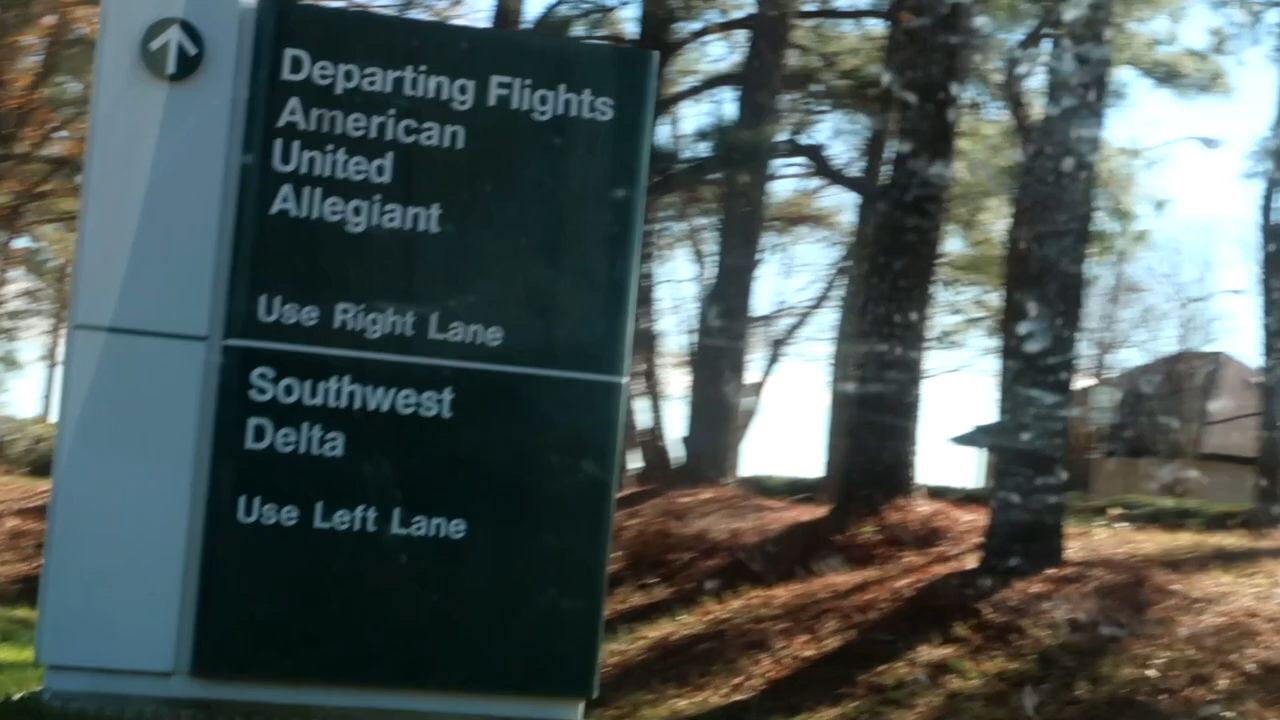 Departing Flights
American
United
Allegiant
Use Right Lane
Southwest
Delta
Use Left Lane